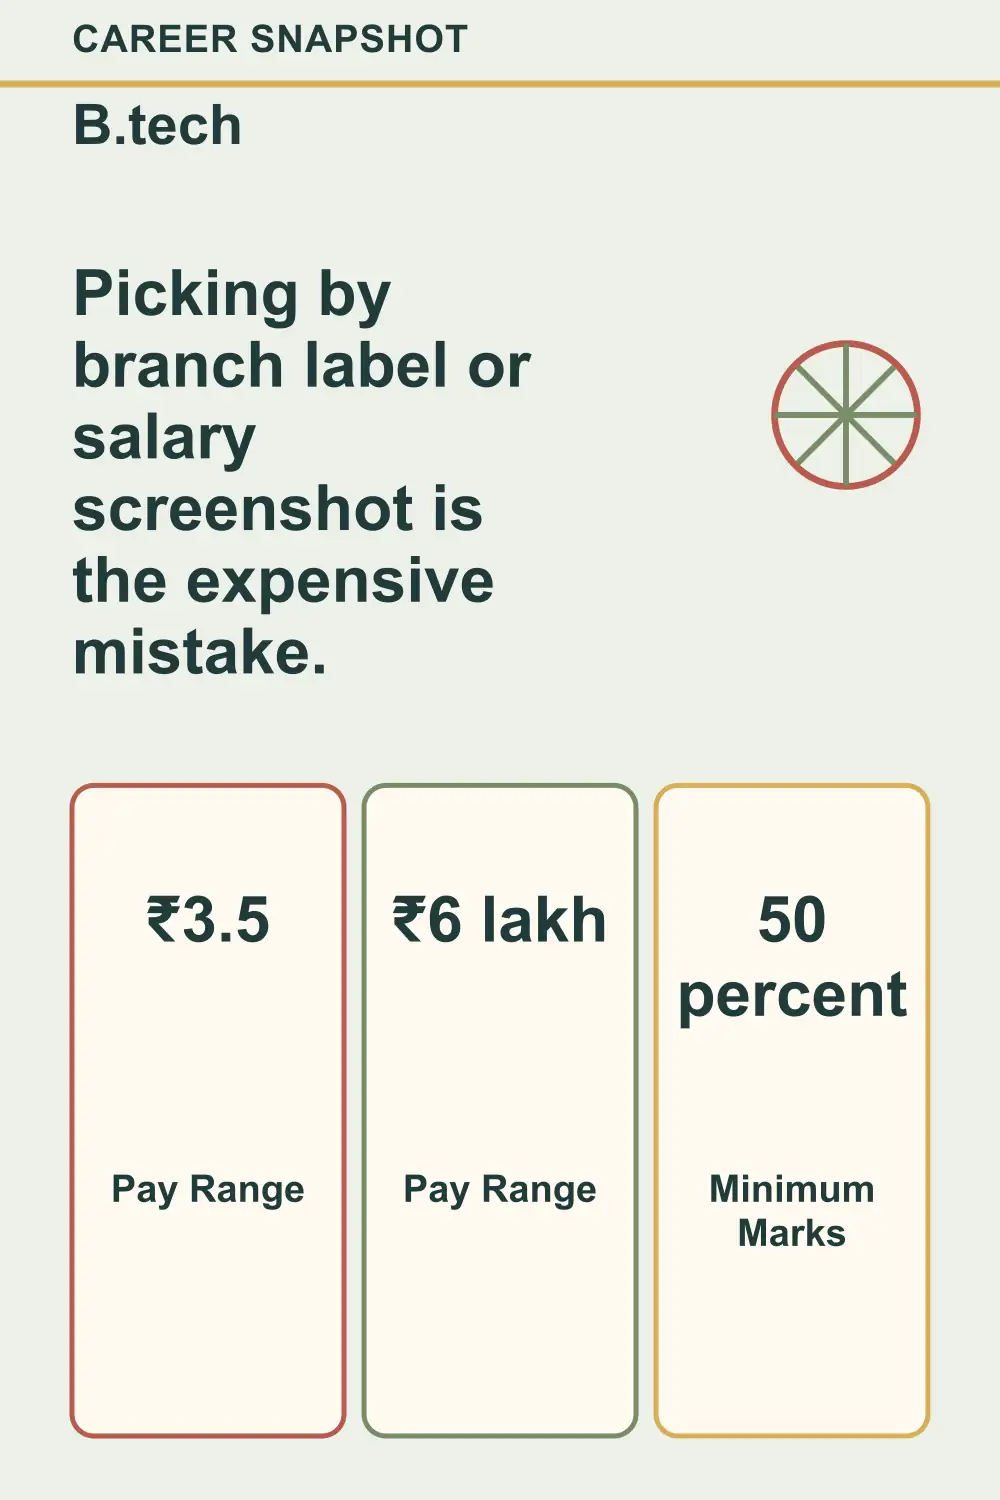 CAREER SNAPSHOT
B.tech
Picking by
branch label or
salary
screenshot is
the expensive
mistake.
₹3.5
Pay Range
₹6 lakh
Pay Range
50
percent
Minimum
Marks